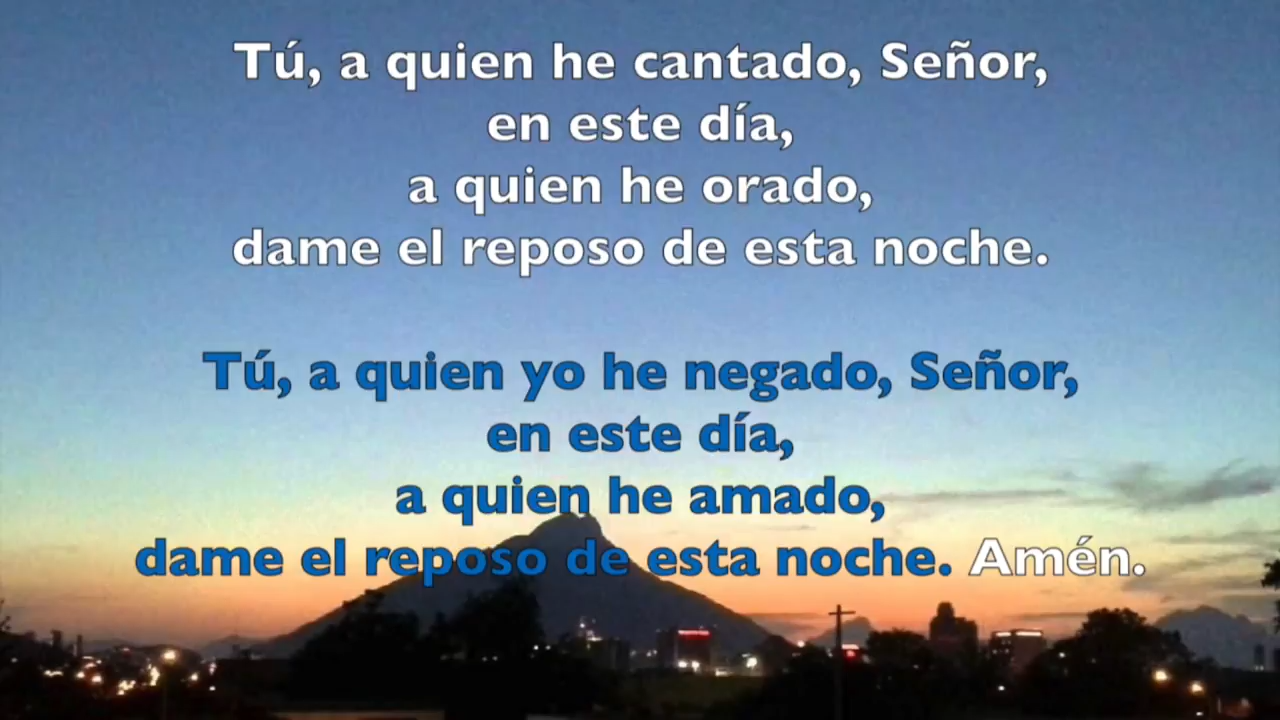 Tú, a quien he cantado, Señor,
en este día,
a quien he orado,
dame el reposo de esta noche.
Tú, a quien yo he negado, Señor,
en este día,
a quien he amado,
dame el reposo de esta noche. Amén.